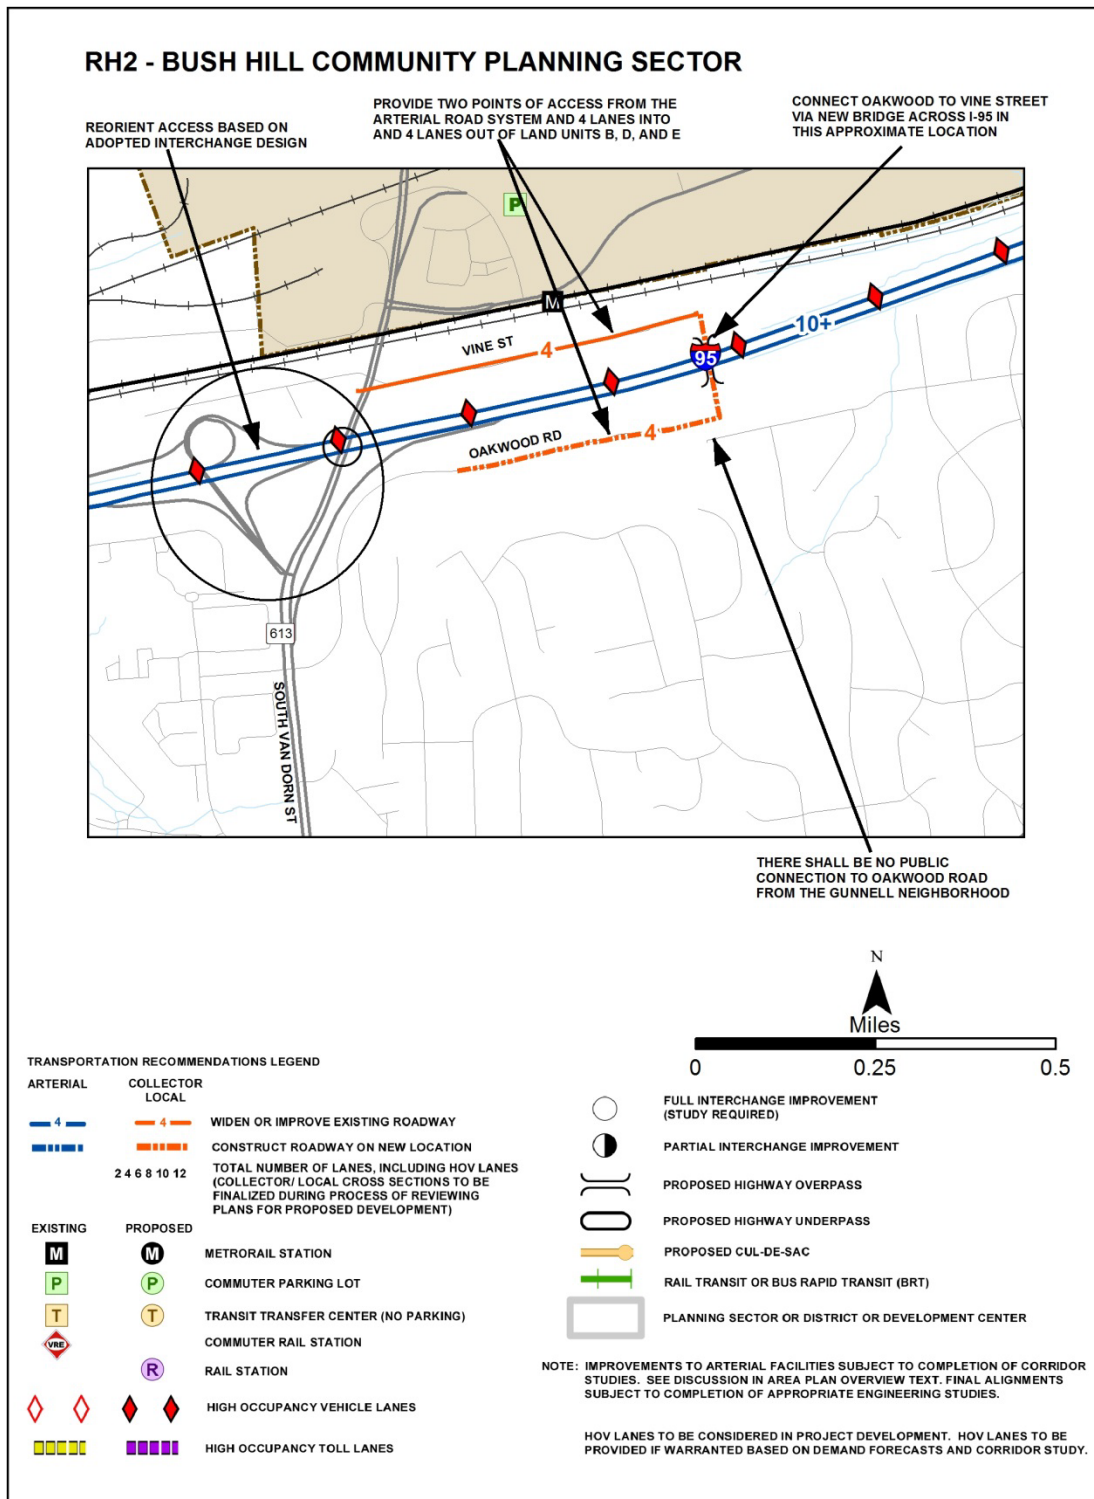 RH2 - BUSH HILL COMMUNITY PLANNING SECTOR
REORIENT ACCESS BASED ON
ADOPTED INTERCHANGE DESIGN
PROVIDE TWO POINTS OF ACCESS FROM THE
ARTERIAL ROAD SYSTEM AND 4 LANES INTO
AND 4 LANES OUT OF LAND UNITS B, D, AND E
CONNECT OAKWOOD TO VINE STREET
VIA NEW BRIDGE ACROSS I-95 IN
THIS APPROXIMATE LOCATION
P
M
10+
VINE ST
4
95
OAKWOOD RD
4
613
SOUTH VAN DORN ST
THERE SHALL BE NO PUBLIC
CONNECTION TO OAKWOOD ROAD
FROM THE GUNNELL NEIGHBORHOOD
N
Miles
0 0.25 0.5
TRANSPORTATION RECOMMENDATIONS LEGEND
ARTERIAL COLLECTOR
LOCAL
4 4 WIDEN OR IMPROVE EXISTING ROADWAY
CONSTRUCT ROADWAY ON NEW LOCATION
2 4 6 8 10 12 TOTAL NUMBER OF LANES, INCLUDING HOV LANES
(COLLECTOR/ LOCAL CROSS SECTIONS TO BE
FINALIZED DURING PROCESS OF REVIEWING
PLANS FOR PROPOSED DEVELOPMENT)
EXISTING PROPOSED
M M METRORAIL STATION
P P COMMUTER PARKING LOT
T T TRANSIT TRANSFER CENTER (NO PARKING)
VRE COMMUTER RAIL STATION
R RAIL STATION
HIGH OCCUPANCY VEHICLE LANES
HIGH OCCUPANCY TOLL LANES
FULL INTERCHANGE IMPROVEMENT
(STUDY REQUIRED)
PARTIAL INTERCHANGE IMPROVEMENT
PROPOSED HIGHWAY OVERPASS
PROPOSED HIGHWAY UNDERPASS
PROPOSED CUL-DE-SAC
RAIL TRANSIT OR BUS RAPID TRANSIT (BRT)
PLANNING SECTOR OR DISTRICT OR DEVELOPMENT CENTER
NOTE: IMPROVEMENTS TO ARTERIAL FACILITIES SUBJECT TO COMPLETION OF CORRIDOR
STUDIES. SEE DISCUSSION IN AREA PLAN OVERVIEW TEXT. FINAL ALIGNMENTS
SUBJECT TO COMPLETION OF APPROPRIATE ENGINEERING STUDIES.
HOV LANES TO BE CONSIDERED IN PROJECT DEVELOPMENT. HOV LANES TO BE
PROVIDED IF WARRANTED BASED ON DEMAND FORECASTS AND CORRIDOR STUDY.